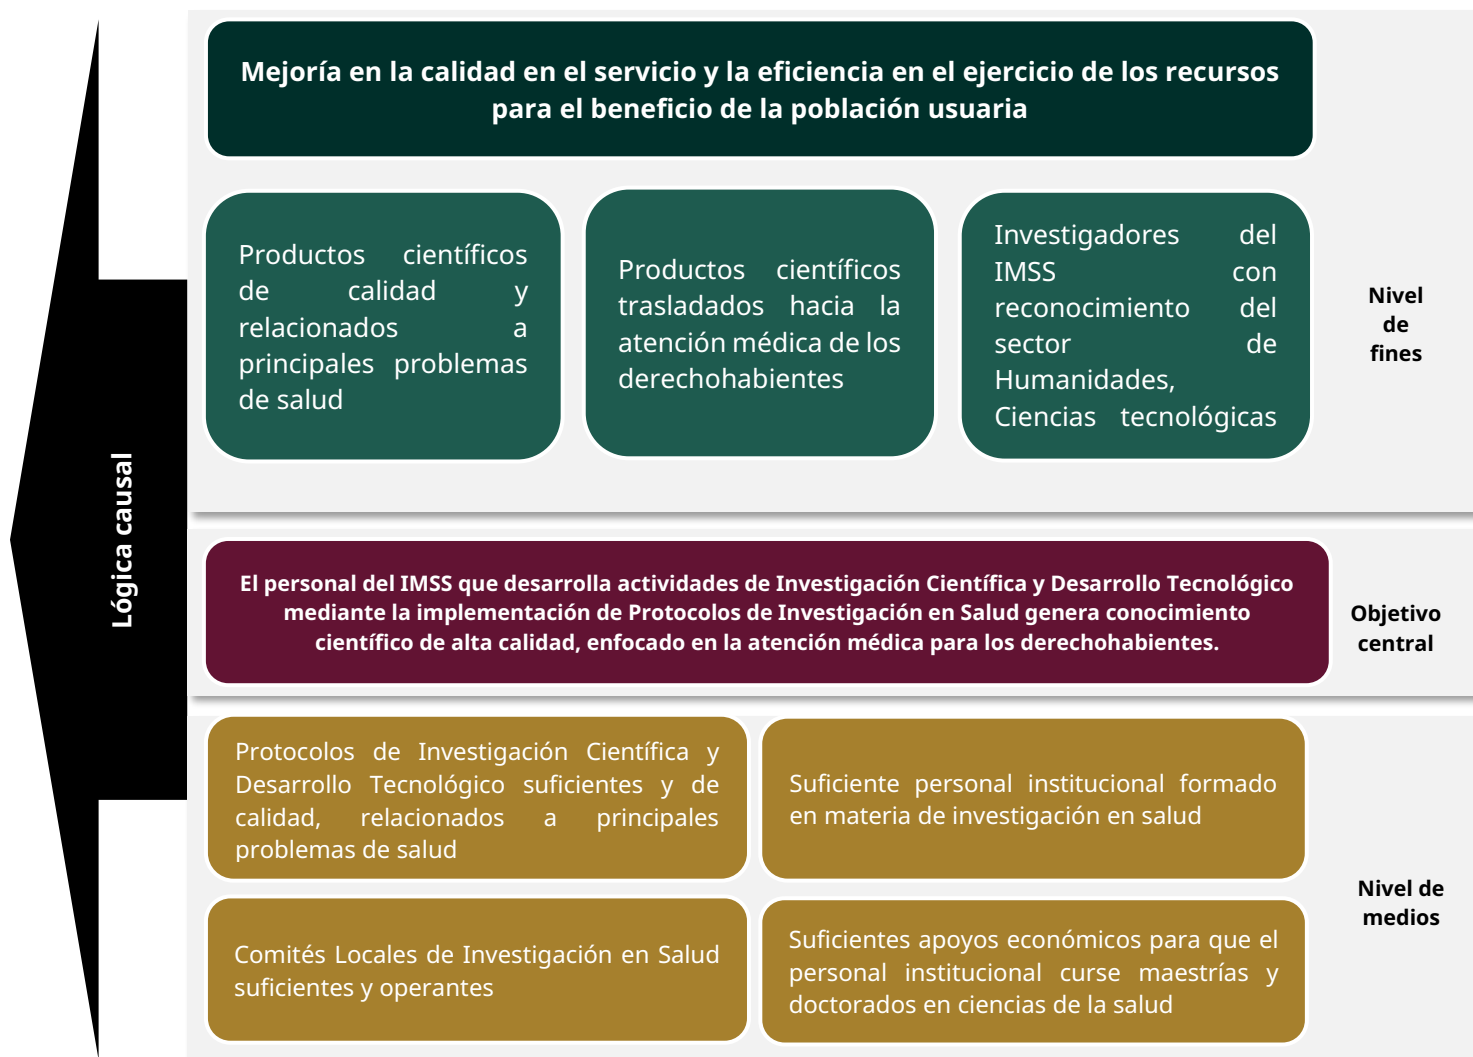 Mejoría en la calidad en el servicio y la eficiencia en el ejercicio de los recursos
para el beneficio de la población usuaria
Productos científicos
de calidad y
relacionados a
principales problemas
de salud
Productos científicos
trasladados hacia la
atención médica de los
derechohabientes
Investigadores del
IMSS con
reconocimiento del
sector de
Humanidades,
Ciencias tecnológicas
Nivel
de
fines
Lógica causal
El personal del IMSS que desarrolla actividades de Investigación Científica y Desarrollo Tecnológico
mediante la implementación de Protocolos de Investigación en Salud genera conocimiento
científico de alta calidad, enfocado en la atención médica para los derechohabientes.
Objetivo
central
Protocolos de Investigación Científica y
Desarrollo Tecnológico suficientes y de
calidad, relacionados a principales
problemas de salud
Suficiente personal institucional formado
en materia de investigación en salud
Comités Locales de Investigación en Salud
suficientes y operantes
Suficientes apoyos económicos para que el
personal institucional curse maestrías y
doctorados en ciencias de la salud
Nivel de
medios